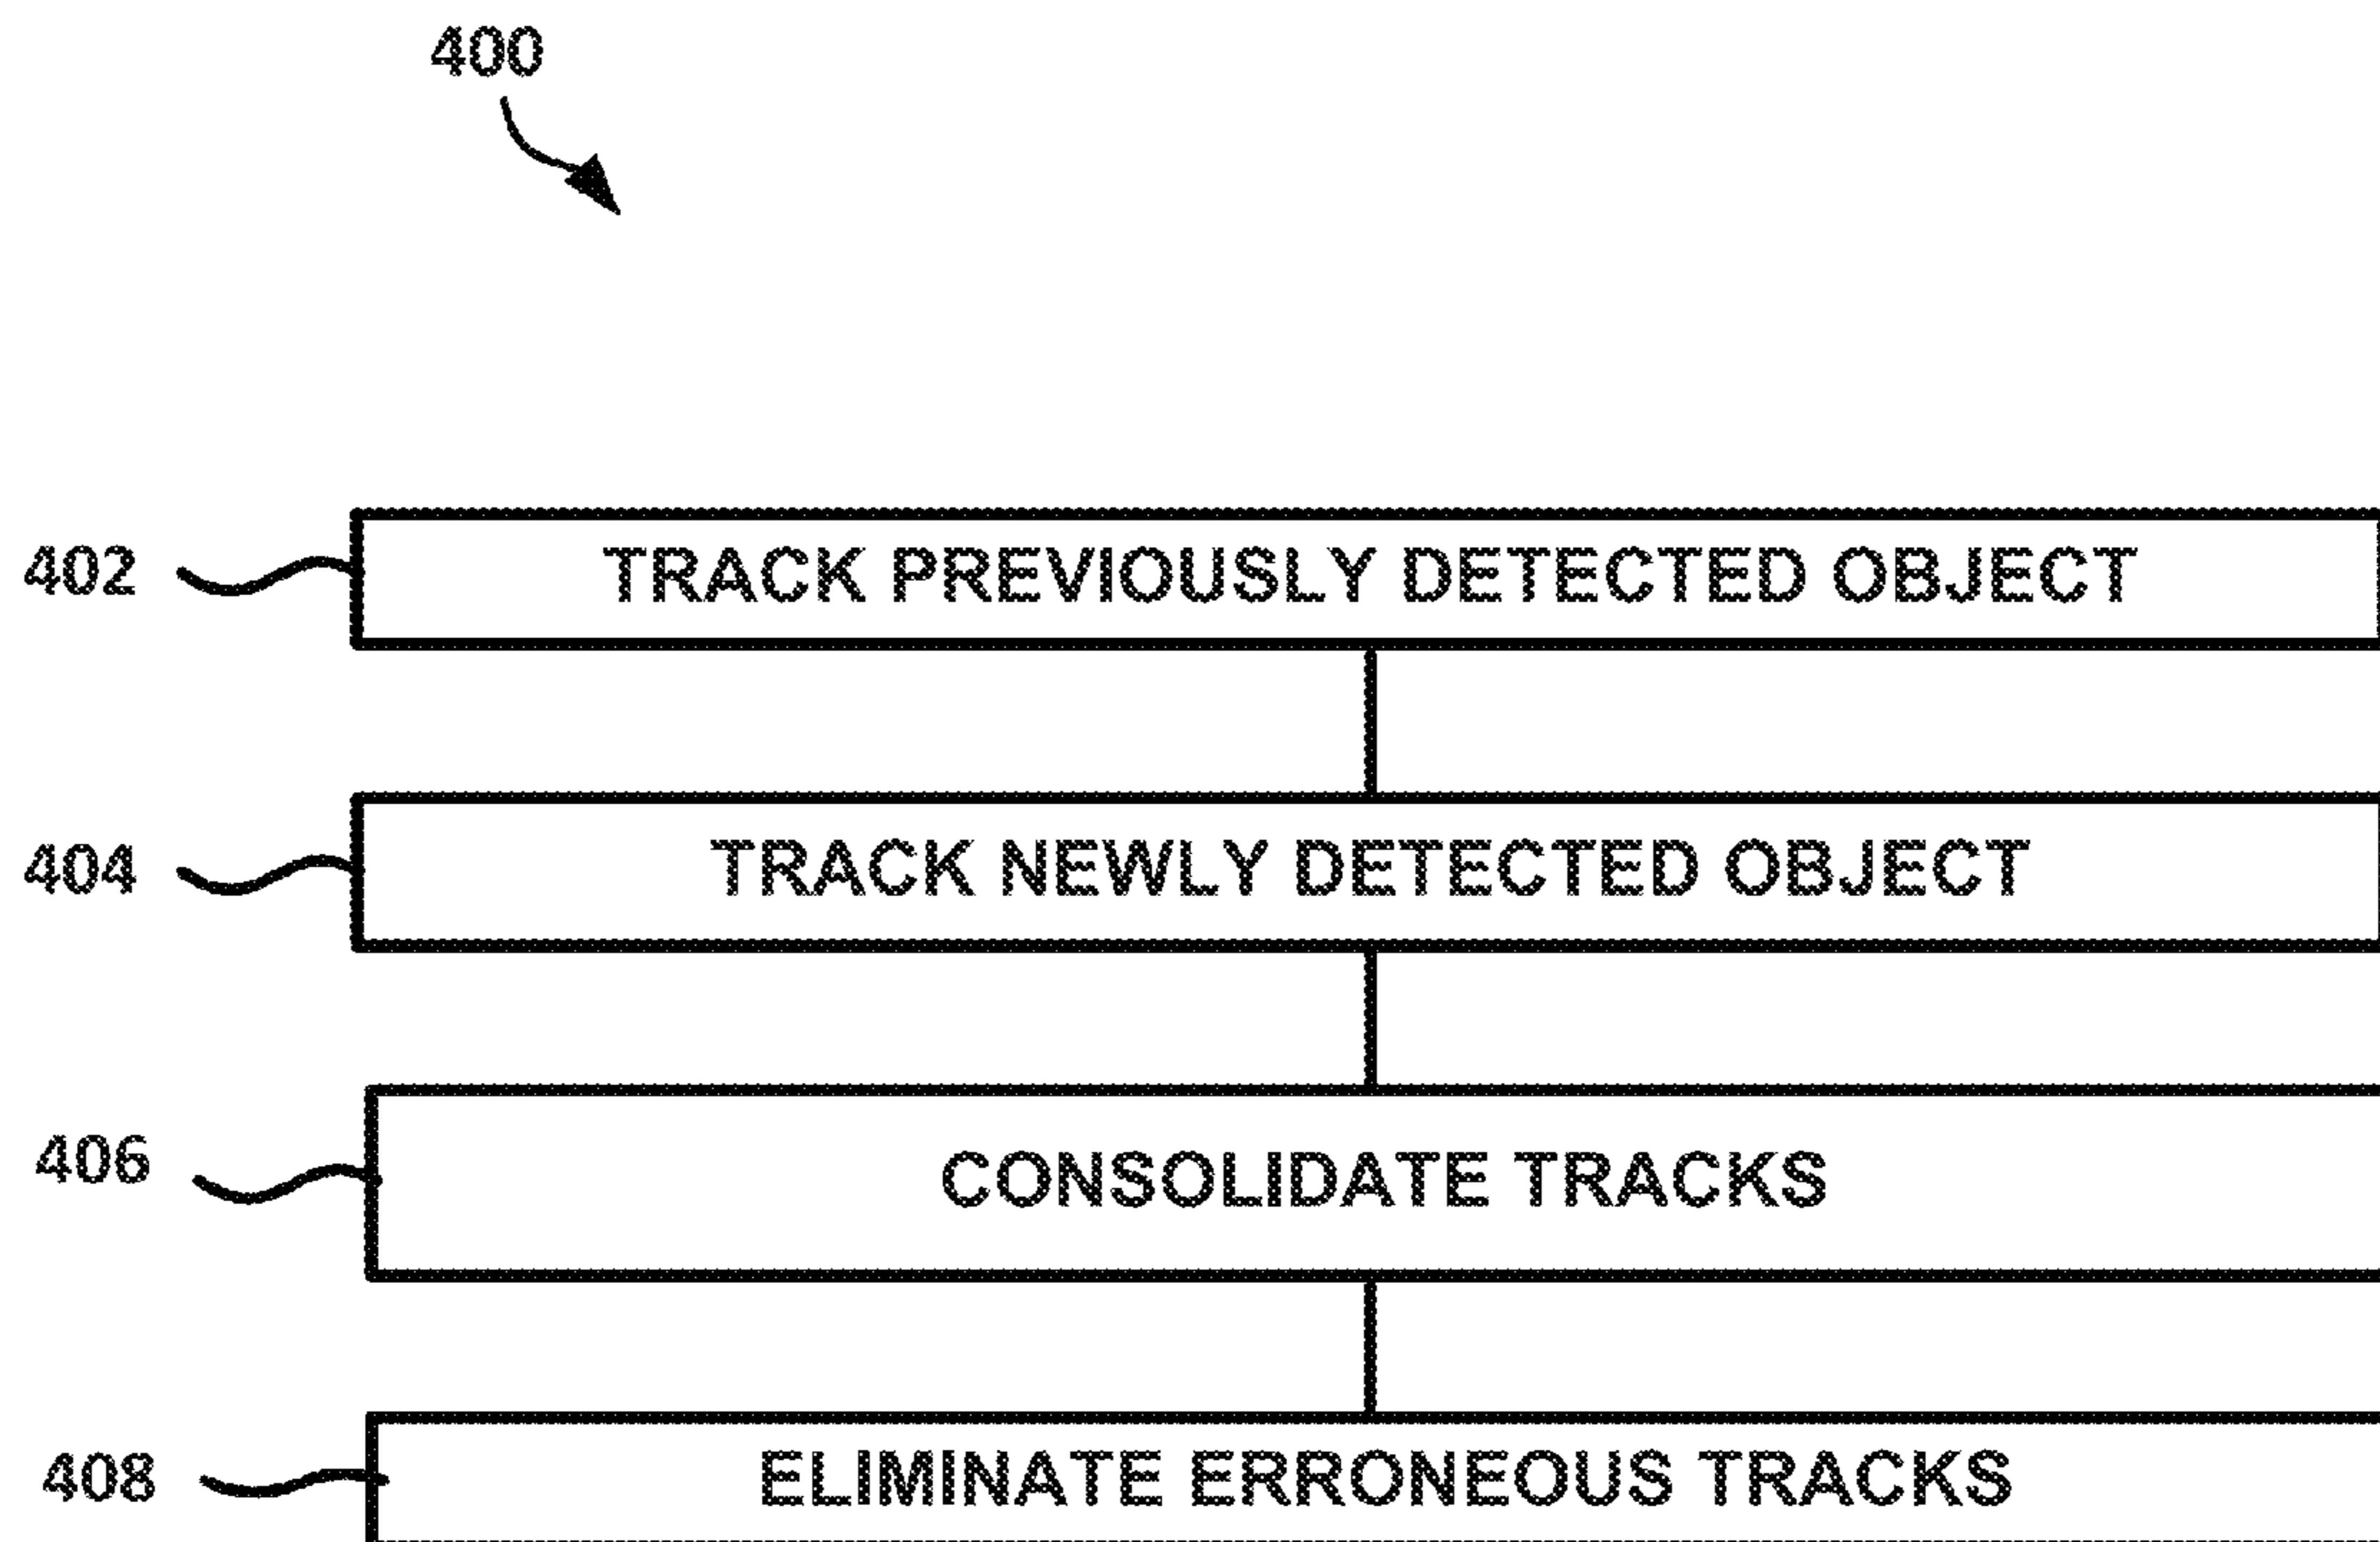 400
402 TRACK PREVIOUSLY DETECTED OBJECT
404 TRACK NEWLY DETECTED OBJECT
406 CONSOLIDATE TRACKS
408 ELIMINATE ERRONEOUS TRACKS